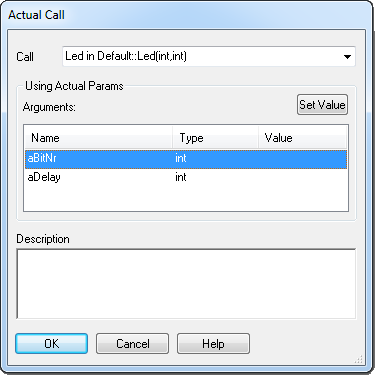 Actual Call
Call Led in Default::Led(int,int)
Using Actual Params
Arguments: Set Value
Name Type Value
aBitNr int
aDelay int
Description
OK Cancel Help